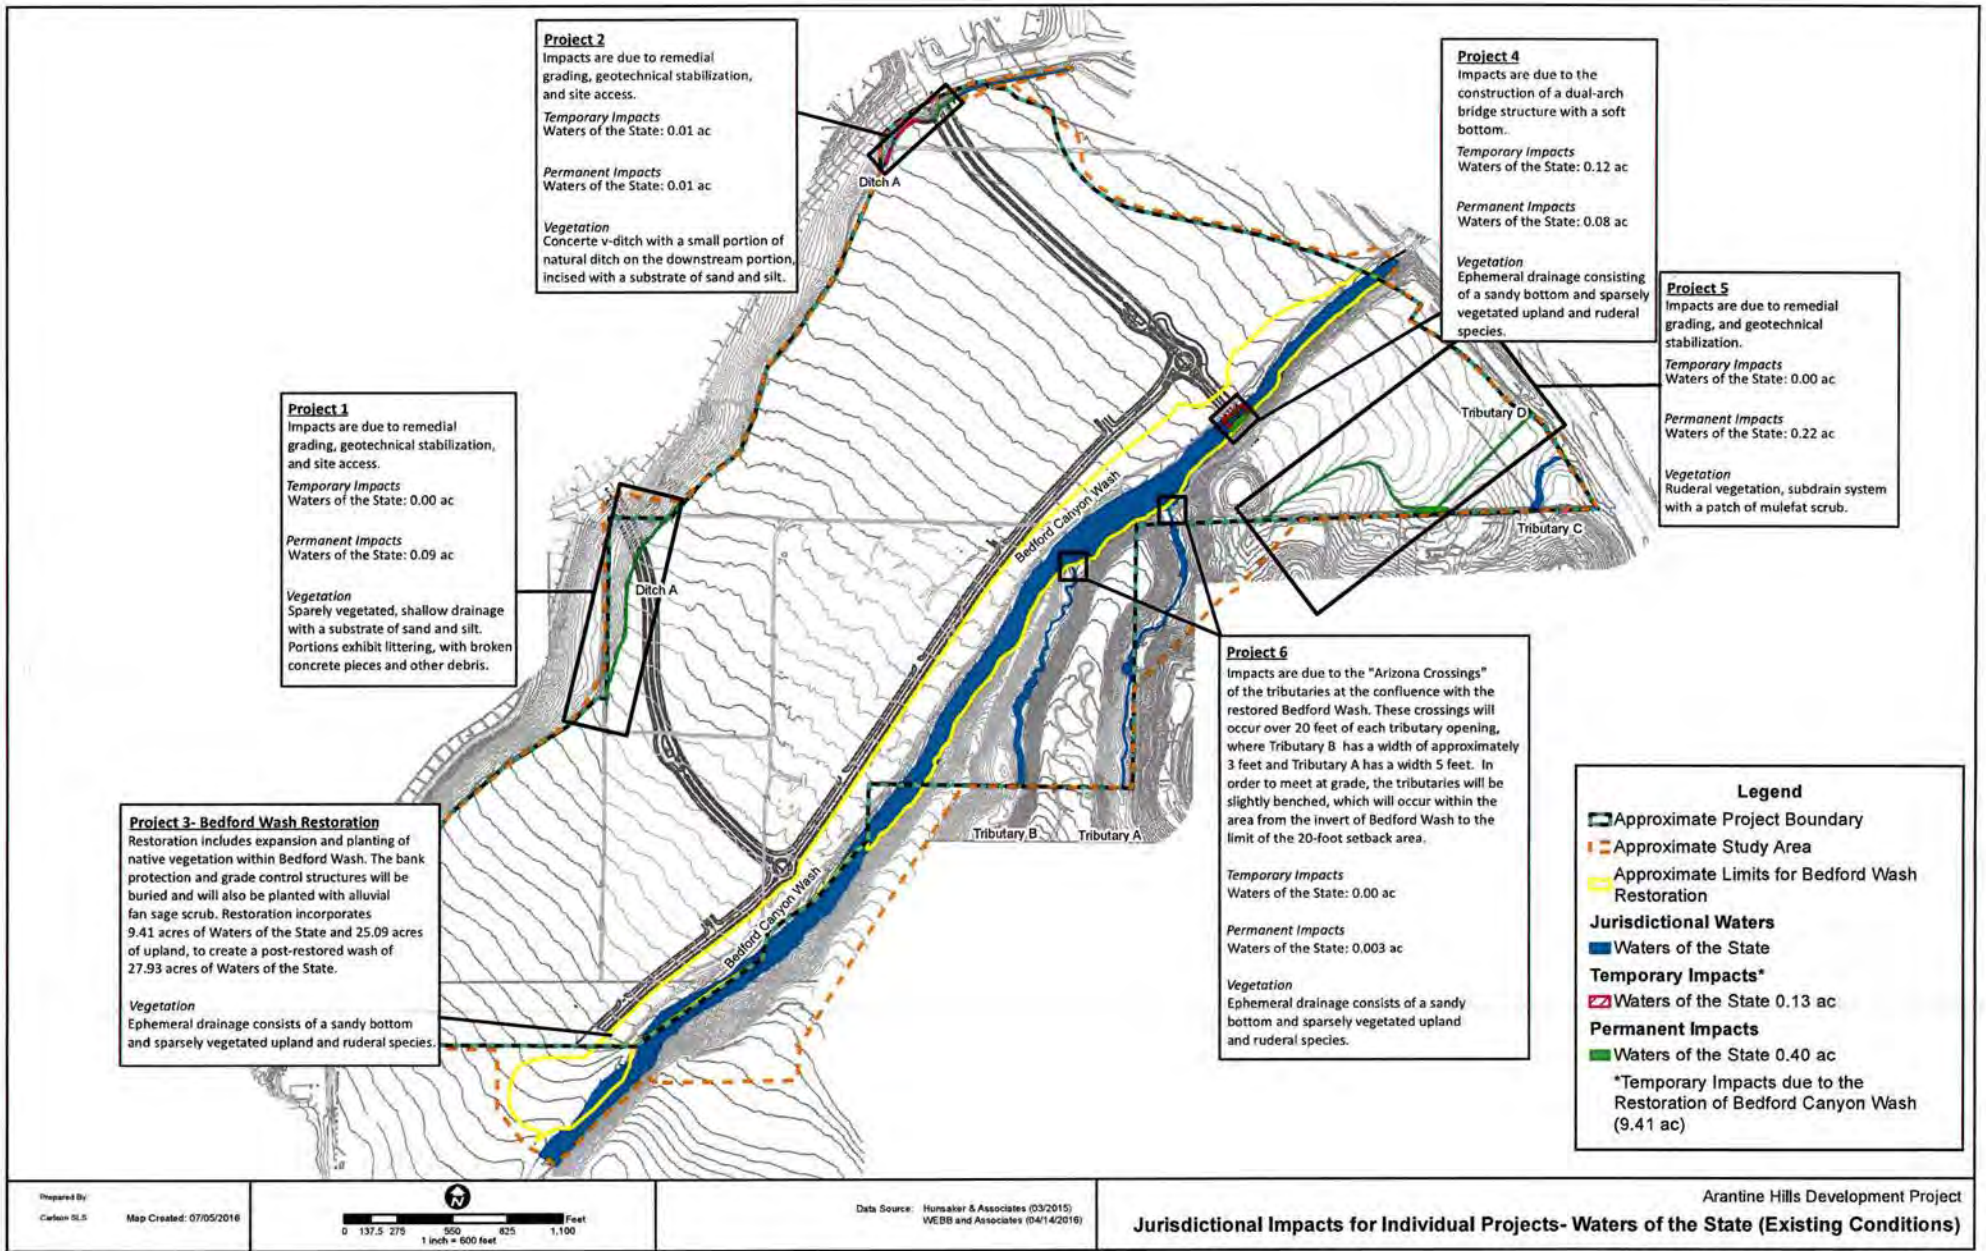 Project 2
Impacts are due to remedial
grading, geotechnical stabilization,
and site access.
Temporary Impacts
Waters of the State: 0.01 ac
Permanent Impacts
Waters of the State: 0.01 ac
Vegetation
Concerte v-ditch with a small portion of
natural ditch on the downstream portion,
incised with a substrate of sand and silt.
Project 4
Impacts are due to the
construction of a dual-arch
bridge structure with a soft
bottom.
Temporary Impacts
Waters of the State: 0.12 ac
Permanent Impacts
Waters of the State: 0.08 ac
Vegetation
Ephemeral drainage consisting
of a sandy bottom and sparsely
vegetated upland and ruderal
species.
Project 5
Impacts are due to remedial
grading, and geotechnical
stabilization.
Temporary Impacts
Waters of the State: 0.00 ac
Permanent Impacts
Waters of the State: 0.22 ac
Vegetation
Ruderal vegetation, subdrain system
with a patch of mulefat scrub.
Project 1
Impacts are due to remedial
grading, geotechnical stabilization,
and site access.
Temporary Impacts
Waters of the State: 0.00 ac
Permanent Impacts
Waters of the State: 0.09 ac
Vegetation
Sparely vegetated, shallow drainage
with a substrate of sand and silt.
Portions exhibit littering, with broken
concrete pieces and other debris.
Ditch A
Ditch A
Tributary D
Tributary C
Bedford Canyon Wash
Tributary B
Tributary A
Bedford Canyon Wash
Project 6
Impacts are due to the "Arizona Crossings"
of the tributaries at the confluence with the
restored Bedford Wash. These crossings will
occur over 20 feet of each tributary opening,
where Tributary B has a width of approximately
3 feet and Tributary A has a width 5 feet. In
order to meet at grade, the tributaries will be
slightly benched, which will occur within the
area from the invert of Bedford Wash to the
limit of the 20-foot setback area.
Temporary Impacts
Waters of the State: 0.00 ac
Permanent Impacts
Waters of the State: 0.003 ac
Vegetation
Ephemeral drainage consists of a sandy
bottom and sparsely vegetated upland
and ruderal species.
Project 3- Bedford Wash Restoration
Restoration includes expansion and planting of
native vegetation within Bedford Wash. The bank
protection and grade control structures will be
buried and will also be planted with alluvial
fan sage scrub. Restoration incorporates
9.41 acres of Waters of the State and 25.09 acres
of upland, to create a post-restored wash of
27.93 acres of Waters of the State.
Vegetation
Ephemeral drainage consists of a sandy bottom
and sparsely vegetated upland and ruderal species.
Legend
Approximate Project Boundary
Approximate Study Area
Approximate Limits for Bedford Wash
Restoration
Jurisdictional Waters
Waters of the State
Temporary Impacts*
Waters of the State 0.13 ac
Permanent Impacts
Waters of the State 0.40 ac
*Temporary Impacts due to the
Restoration of Bedford Canyon Wash
(9.41 ac)
Prepared By:
Carlson SLS
Map Created: 07/05/2016
N
Feet
0 137.5 275 550 825 1,100
1 inch = 600 feet
Data Source: Hunsaker & Associates (03/2015)
WEBB and Associates (04/14/2016)
Arantine Hills Development Project
Jurisdictional Impacts for Individual Projects- Waters of the State (Existing Conditions)